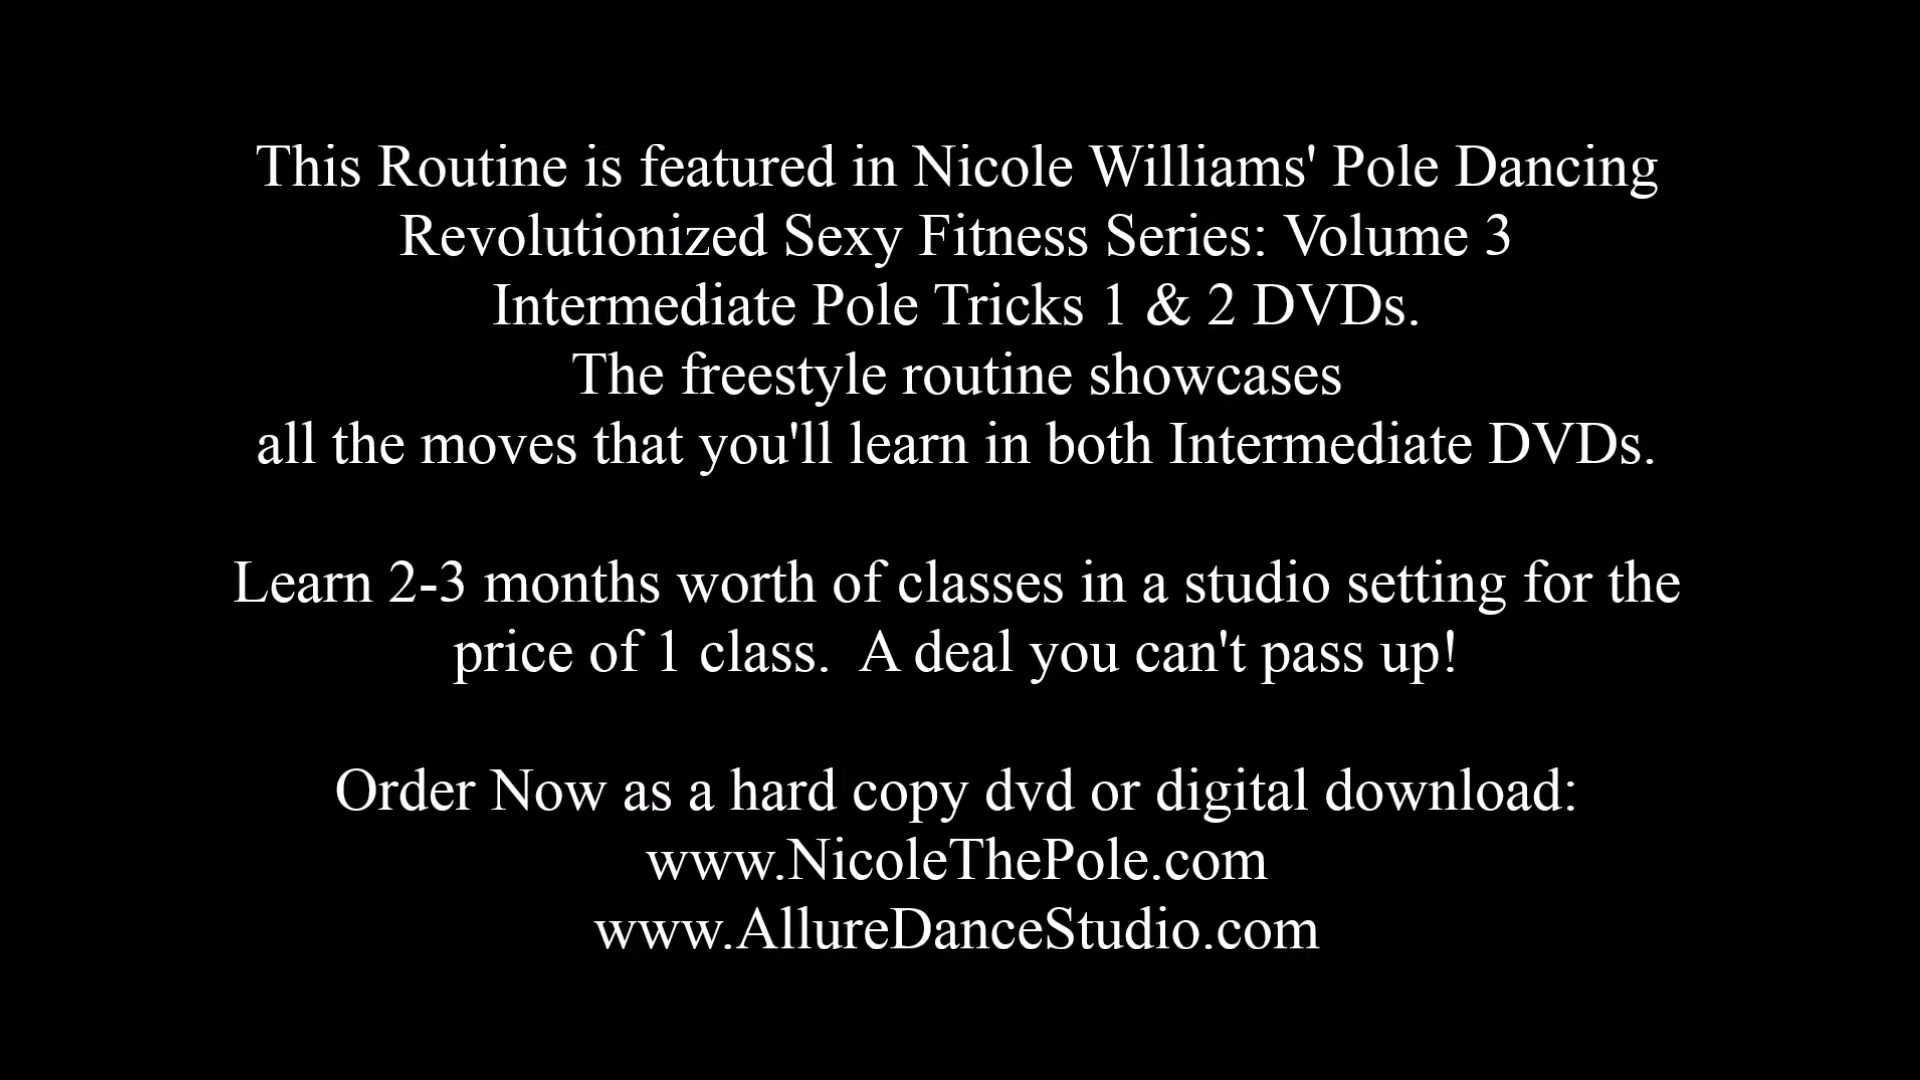 This Routine is featured in Nicole Williams' Pole Dancing
Revolutionized Sexy Fitness Series: Volume 3
Intermediate Pole Tricks 1 & 2 DVDs.
The freestyle routine showcases
all the moves that you'll learn in both Intermediate DVDs.
Learn 2-3 months worth of classes in a studio setting for the
price of 1 class.  A deal you can't pass up!
Order Now as a hard copy dvd or digital download:
www.NicoleThePole.com
www.AllureDanceStudio.com